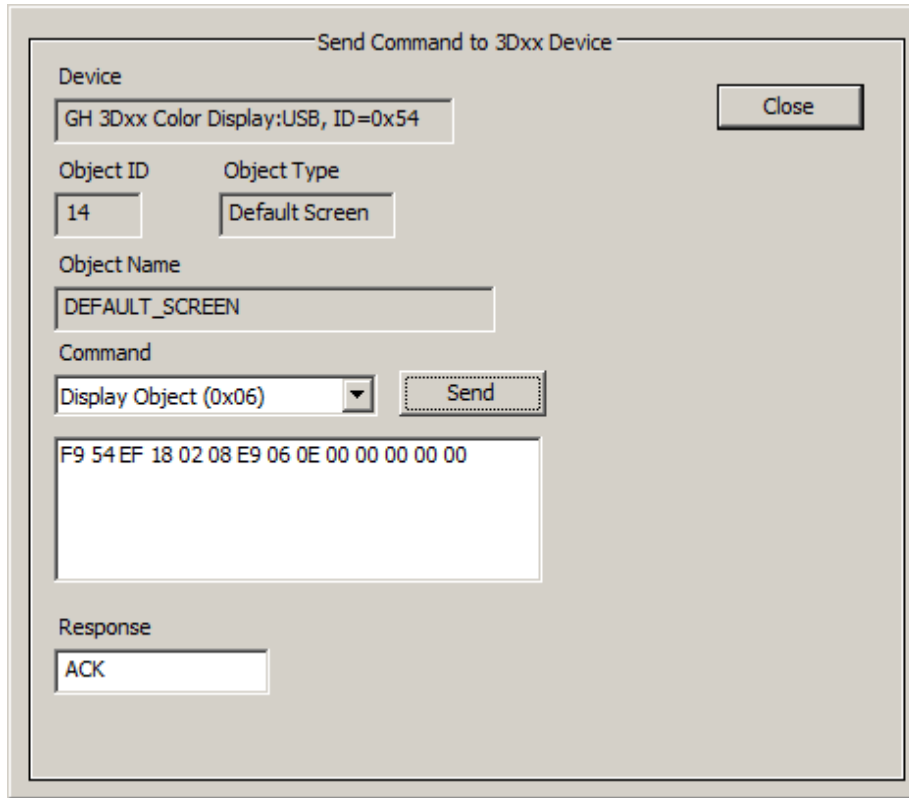 Send Command to 3Dxx Device
Device
GH 3Dxx Color Display:USB, ID=0x54
Close
Object ID Object Type
14 Default Screen
Object Name
DEFAULT_SCREEN
Command
Display Object (0x06) Send
F9 54 EF 18 02 08 E9 06 0E 00 00 00 00 00
Response
ACK